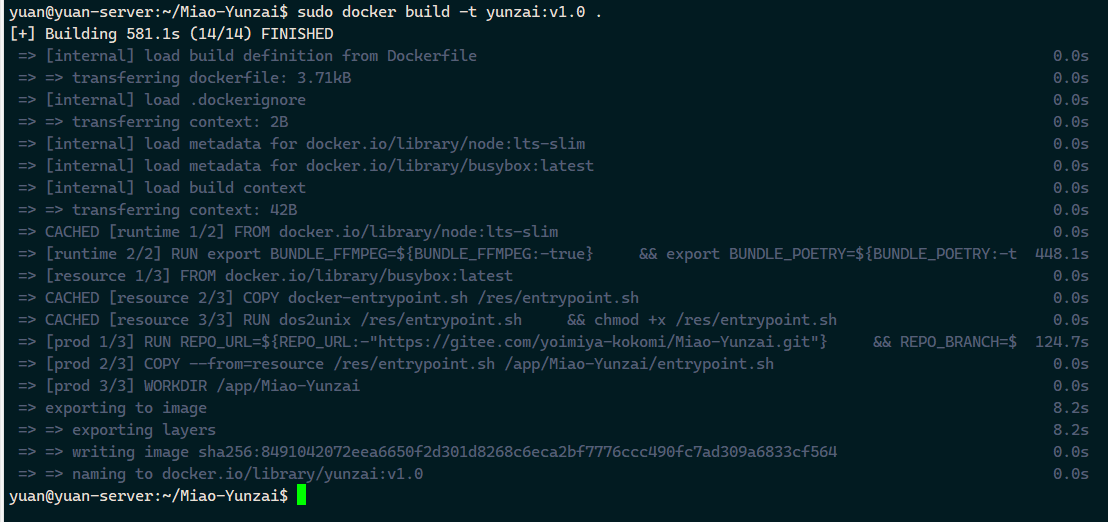 yuan@yuan-server:~/Miao-Yunzai$ sudo docker build -t yunzai:v1.0 .
[+] Building 581.1s (14/14) FINISHED
=> [internal] load build definition from Dockerfile 0.0s
=> => transferring dockerfile: 3.71kB 0.0s
=> [internal] load .dockerignore 0.0s
=> => transferring context: 2B 0.0s
=> [internal] load metadata for docker.io/library/node:lts-slim 0.0s
=> [internal] load metadata for docker.io/library/busybox:latest 0.0s
=> [internal] load build context 0.0s
=> => transferring context: 42B 0.0s
=> CACHED [runtime 1/2] FROM docker.io/library/node:lts-slim 0.0s
=> [runtime 2/2] RUN export BUNDLE_FFMPEG=${BUNDLE_FFMPEG:-true}     && export BUNDLE_POETRY=${BUNDLE_POETRY:-t 448.1s
=> [resource 1/3] FROM docker.io/library/busybox:latest 0.0s
=> CACHED [resource 2/3] COPY docker-entrypoint.sh /res/entrypoint.sh 0.0s
=> CACHED [resource 3/3] RUN dos2unix /res/entrypoint.sh     && chmod +x /res/entrypoint.sh 0.0s
=> [prod 1/3] RUN REPO_URL=${REPO_URL:-"https://gitee.com/yoimiya-kokomi/Miao-Yunzai.git"}     && REPO_BRANCH=$ 124.7s
=> [prod 2/3] COPY --from=resource /res/entrypoint.sh /app/Miao-Yunzai/entrypoint.sh 0.0s
=> [prod 3/3] WORKDIR /app/Miao-Yunzai 0.0s
=> exporting to image 8.2s
=> => exporting layers 8.2s
=> => writing image sha256:8491042072eea6650f2d301d8268c6eca2bf7776ccc490fc7ad309a6833cf564 0.0s
=> => naming to docker.io/library/yunzai:v1.0 0.0s
yuan@yuan-server:~/Miao-Yunzai$